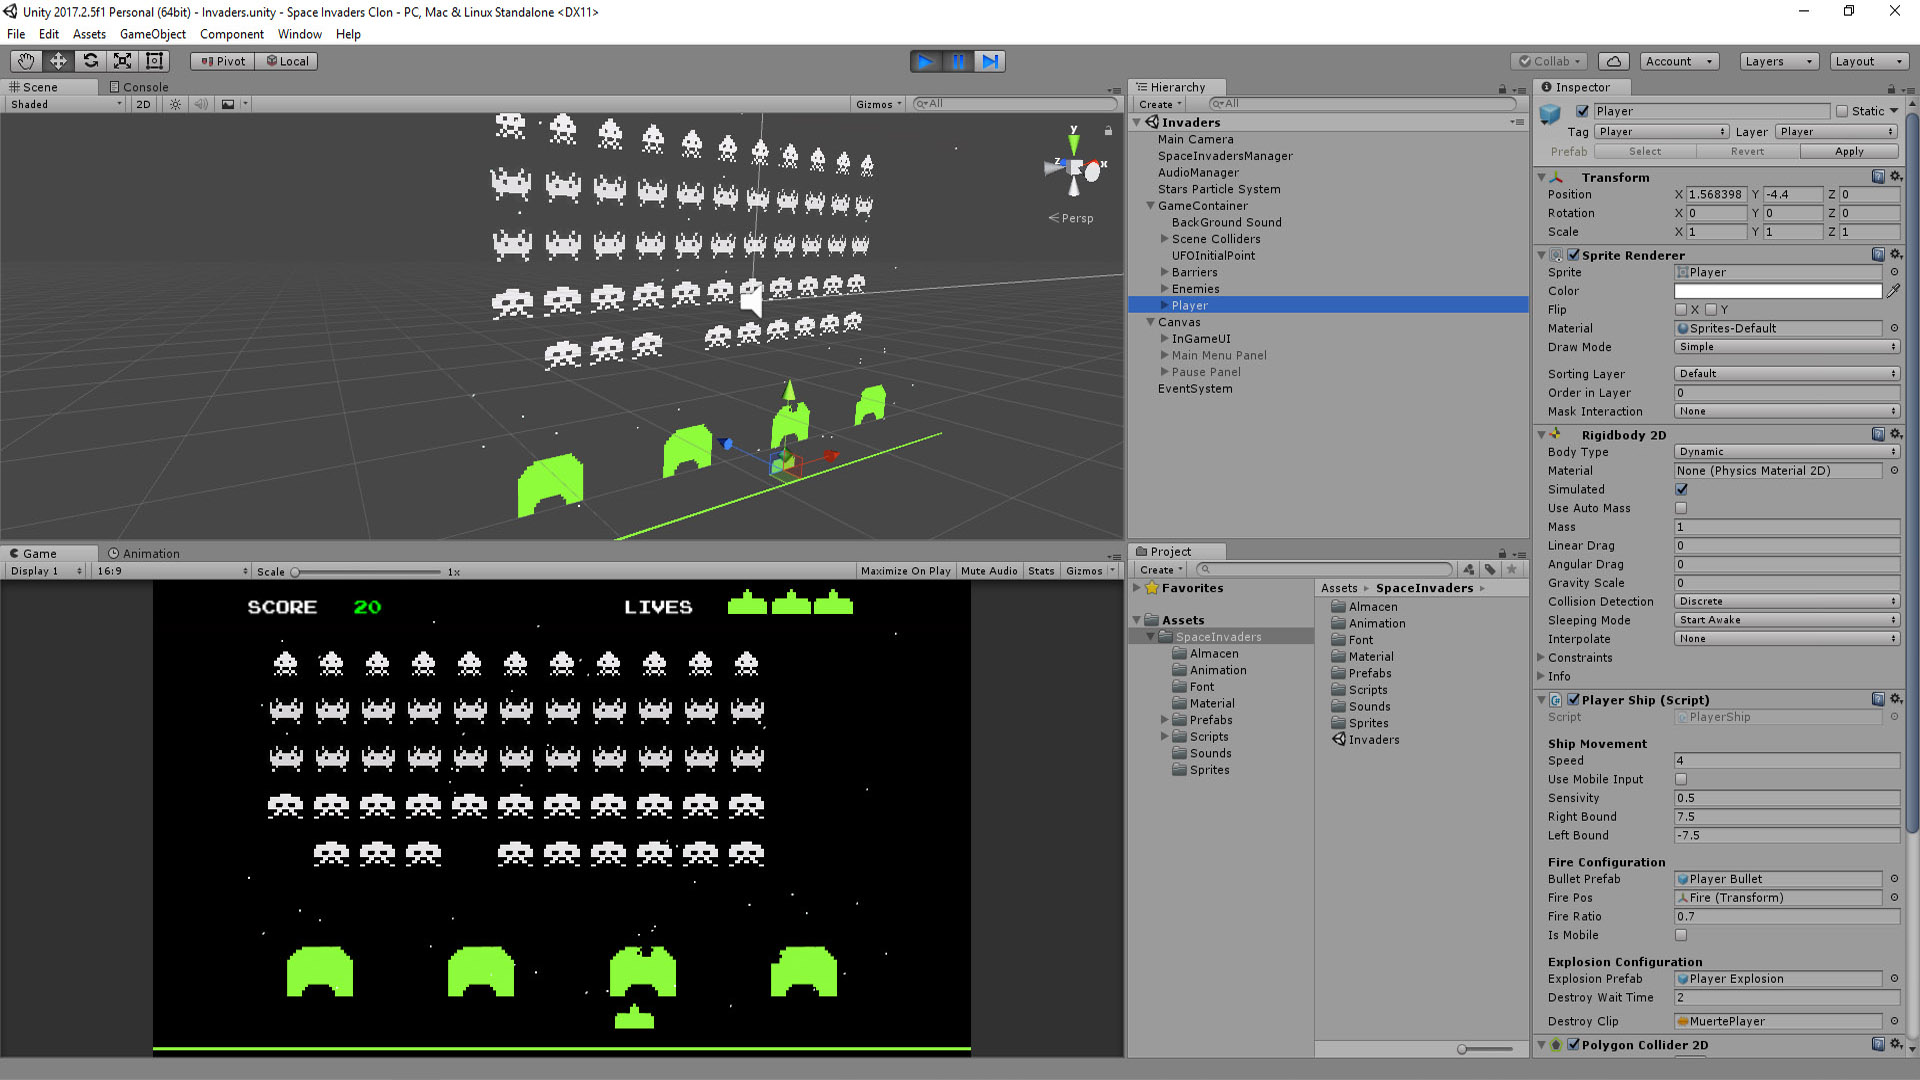 Unity 2017.2.5f1 Personal (64bit) - Invaders.unity - Space Invaders Clon - PC, Mac & Linux Standalone <DX11>
File Edit Assets GameObject Component Window Help
Pivot Local
Collab Account Layers Layout
Scene Console
Shaded 2D Gizmos All
y
x
z
Persp
Game Animation
Display 1 16:9 Scale 1x Maximize On Play Mute Audio Stats Gizmos
SCORE 20 LIVES
Hierarchy
Create All
Invaders
Main Camera
SpaceInvadersManager
AudioManager
Stars Particle System
GameContainer
BackGround Sound
Scene Colliders
UFOInitialPoint
Barriers
Enemies
Player
Canvas
InGameUI
Main Menu Panel
Pause Panel
EventSystem
Project
Create
Favorites
Assets
SpaceInvaders
Almacen
Animation
Font
Material
Prefabs
Scripts
Sounds
Sprites
Assets SpaceInvaders
Almacen
Animation
Font
Material
Prefabs
Scripts
Sounds
Sprites
Invaders
Inspector
Player Static
Tag Player Layer Player
Prefab Select Revert Apply
Transform
Position X 1.568398 Y -4.4 Z 0
Rotation X 0 Y 0 Z 0
Scale X 1 Y 1 Z 1
Sprite Renderer
Sprite Player
Color
Flip X Y
Material Sprites-Default
Draw Mode Simple
Sorting Layer Default
Order in Layer 0
Mask Interaction None
Rigidbody 2D
Body Type Dynamic
Material None (Physics Material 2D)
Simulated
Use Auto Mass
Mass 1
Linear Drag 0
Angular Drag 0
Gravity Scale 0
Collision Detection Discrete
Sleeping Mode Start Awake
Interpolate None
Constraints
Info
Player Ship (Script)
Script PlayerShip
Ship Movement
Speed 4
Use Mobile Input
Sensivity 0.5
Right Bound 7.5
Left Bound -7.5
Fire Configuration
Bullet Prefab Player Bullet
Fire Pos Fire (Transform)
Fire Ratio 0.7
Is Mobile
Explosion Configuration
Explosion Prefab Player Explosion
Destroy Wait Time 2
Destroy Clip MuertePlayer
Polygon Collider 2D